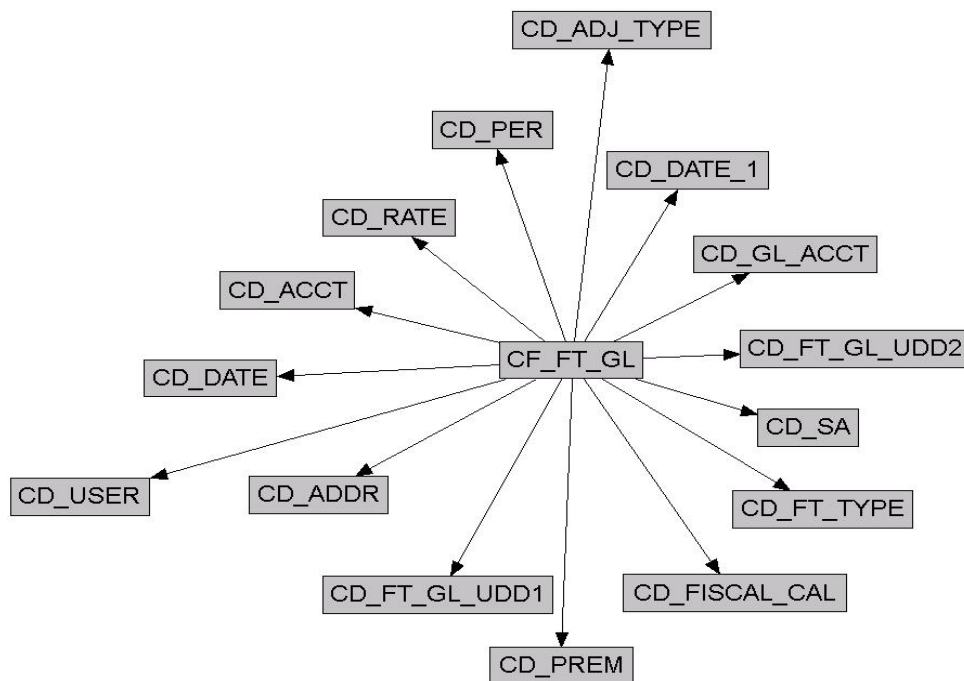 CD_ADJ_TYPE
CD_PER
CD_DATE_1
CD_RATE
CD_GL_ACCT
CD_ACCT
CF_FT_GL
CD_FT_GL_UDD2
CD_DATE
CD_SA
CD_USER
CD_ADDR
CD_FT_TYPE
CD_FT_GL_UDD1
CD_FISCAL_CAL
CD_PREM